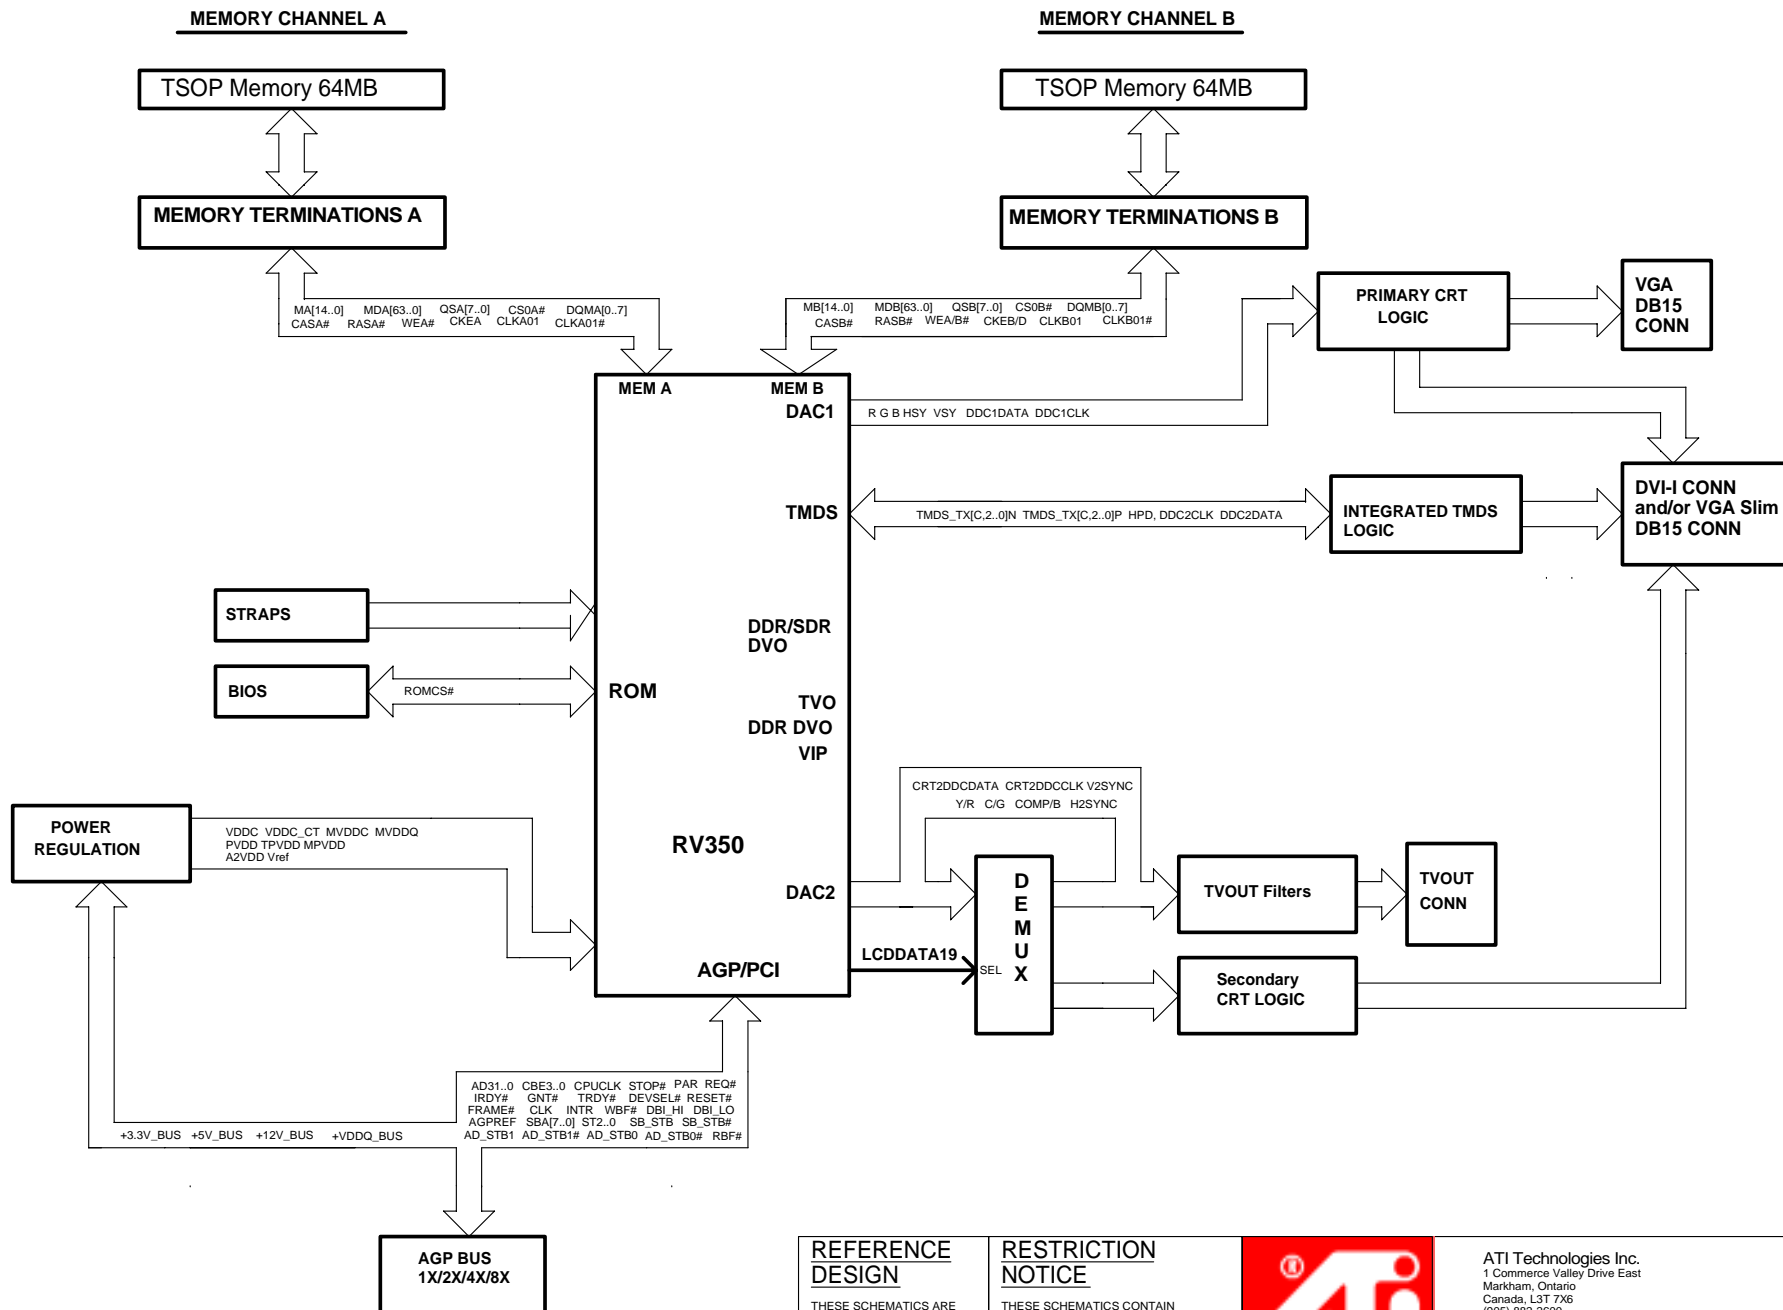 MEMORY CHANNEL A
MEMORY CHANNEL B
TSOP Memory 64MB
TSOP Memory 64MB
MEMORY TERMINATIONS A
MEMORY TERMINATIONS B
MA[14..0] MDA[63..0] QSA[7..0] CS0A# DQMA[0..7]
CASA# RASA# WEA# CKEA CLKA01 CLKA01#
MB[14..0] MDB[63..0] QSB[7..0] CS0B# DQMB[0..7]
CASB# RASB# WEA/B# CKEB/D CLKB01 CLKB01#
PRIMARY CRT
LOGIC
VGA
DB15
CONN
MEM A
MEM B
DAC1
R G B HSY VSY DDC1DATA DDC1CLK
TMDS
TMDS_TX[C,2..0]N TMDS_TX[C,2..0]P HPD, DDC2CLK DDC2DATA
INTEGRATED TMDS
LOGIC
DVI-I CONN
and/or VGA Slim
DB15 CONN
STRAPS
DDR/SDR
DVO
BIOS
ROMCS#
ROM
TVO
DDR DVO
VIP
CRT2DDCDATA CRT2DDCCLK V2SYNC
Y/R C/G COMP/B H2SYNC
POWER
REGULATION
VDDC VDDC_CT MVDDC MVDDQ
PVDD TPVDD MPVDD
A2VDD Vref
RV350
DAC2
DEMUX
TVOUT Filters
TVOUT
CONN
LCDDATA19
SEL
AGP/PCI
Secondary
CRT LOGIC
AD31..0 CBE3..0 CPUCLK STOP# PAR REQ#
IRDY# GNT# TRDY# DEVSEL# RESET#
FRAME# CLK INTR WBF# DBI_HI DBI_LO
AGPREF SBA[7..0] ST2..0 SB_STB SB_STB#
AD_STB1 AD_STB1# AD_STB0 AD_STB0# RBF#
+3.3V_BUS +5V_BUS +12V_BUS +VDDQ_BUS
AGP BUS
1X/2X/4X/8X
REFERENCE
DESIGN
THESE SCHEMATICS ARE
RESTRICTION
NOTICE
THESE SCHEMATICS CONTAIN
ATi
®
ATI Technologies Inc.
1 Commerce Valley Drive East
Markham, Ontario
Canada, L3T 7X6